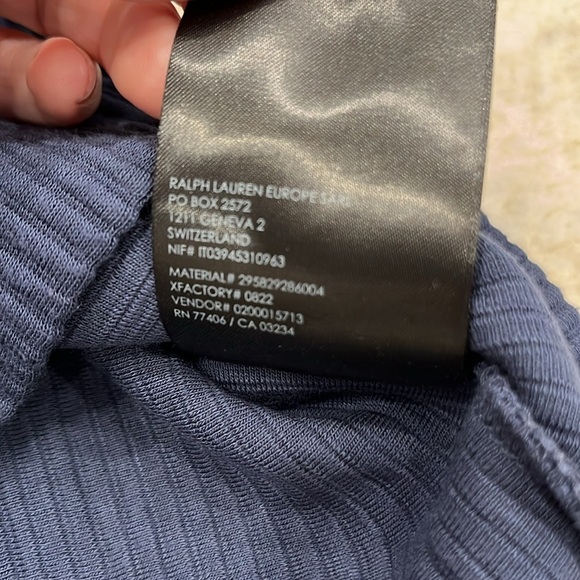 RALPH LAUREN EUROPE SARL
PO BOX 2572
1211 GENEVA 2
SWITZERLAND
NIF# IT03945310963
MATERIAL# 295829286004
XFACTORY# 0822
VENDOR# 0200015713
RN 77406 / CA 03234